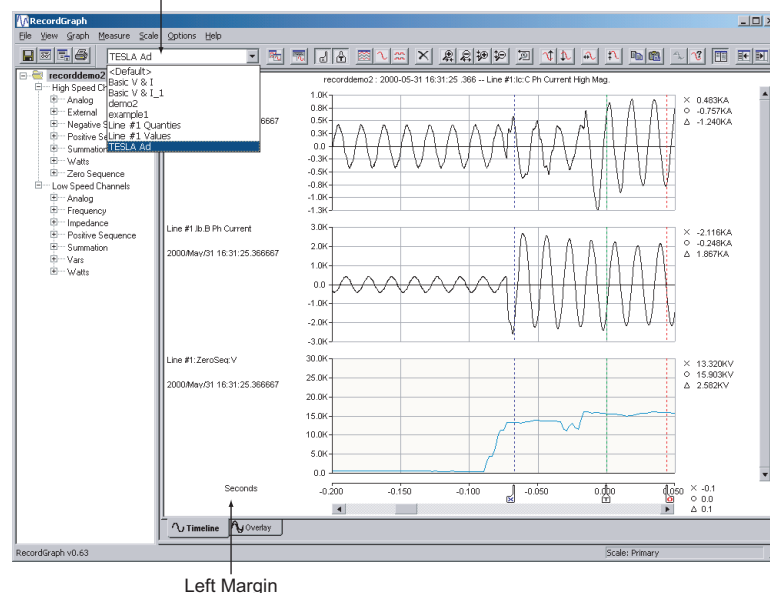 RecordGraph
File View Graph Measure Scale Options Help
TESLA Ad
<Default>
Basic V & I
Basic V & I_1
demo2
example1
Line #1 Quanties
Line #1 Values
TESLA Ad
recorddemo2
High Speed Ch
Analog
External
Negative S
Positive Se
Summation
Watts
Zero Sequence
Low Speed Channels
Analog
Frequency
Impedance
Positive Sequence
Summation
Vars
Watts
recorddemo2 : 2000-05-31 16:31:25 .366 -- Line #1:Ic:C Ph Current High Mag.
6667
1.0K
0.8K
0.5K
0.3K
0.0
-0.3K
-0.5K
-0.8K
-1.0K
-1.3K
× 0.483KA
○ -0.757KA
△ -1.240KA
Line #1.Ib.B Ph Current
2000/May/31 16:31:25.366667
3.0K
2.0K
1.0K
0.0
-1.0K
-2.0K
-3.0K
× -2.116KA
○ -0.248KA
△ 1.867KA
Line #1:ZeroSeq:V
2000/May/31 16:31:25.366667
30.0K
25.0K
20.0K
15.0K
10.0K
5.0K
0.0
× 13.320KV
○ 15.903KV
△ 2.582KV
Seconds
-0.200 -0.150 -0.100 -0.050 0.000 0.050
× -0.1
○ 0.0
△ 0.1
Timeline Overlay
RecordGraph v0.63 Scale: Primary
Left Margin